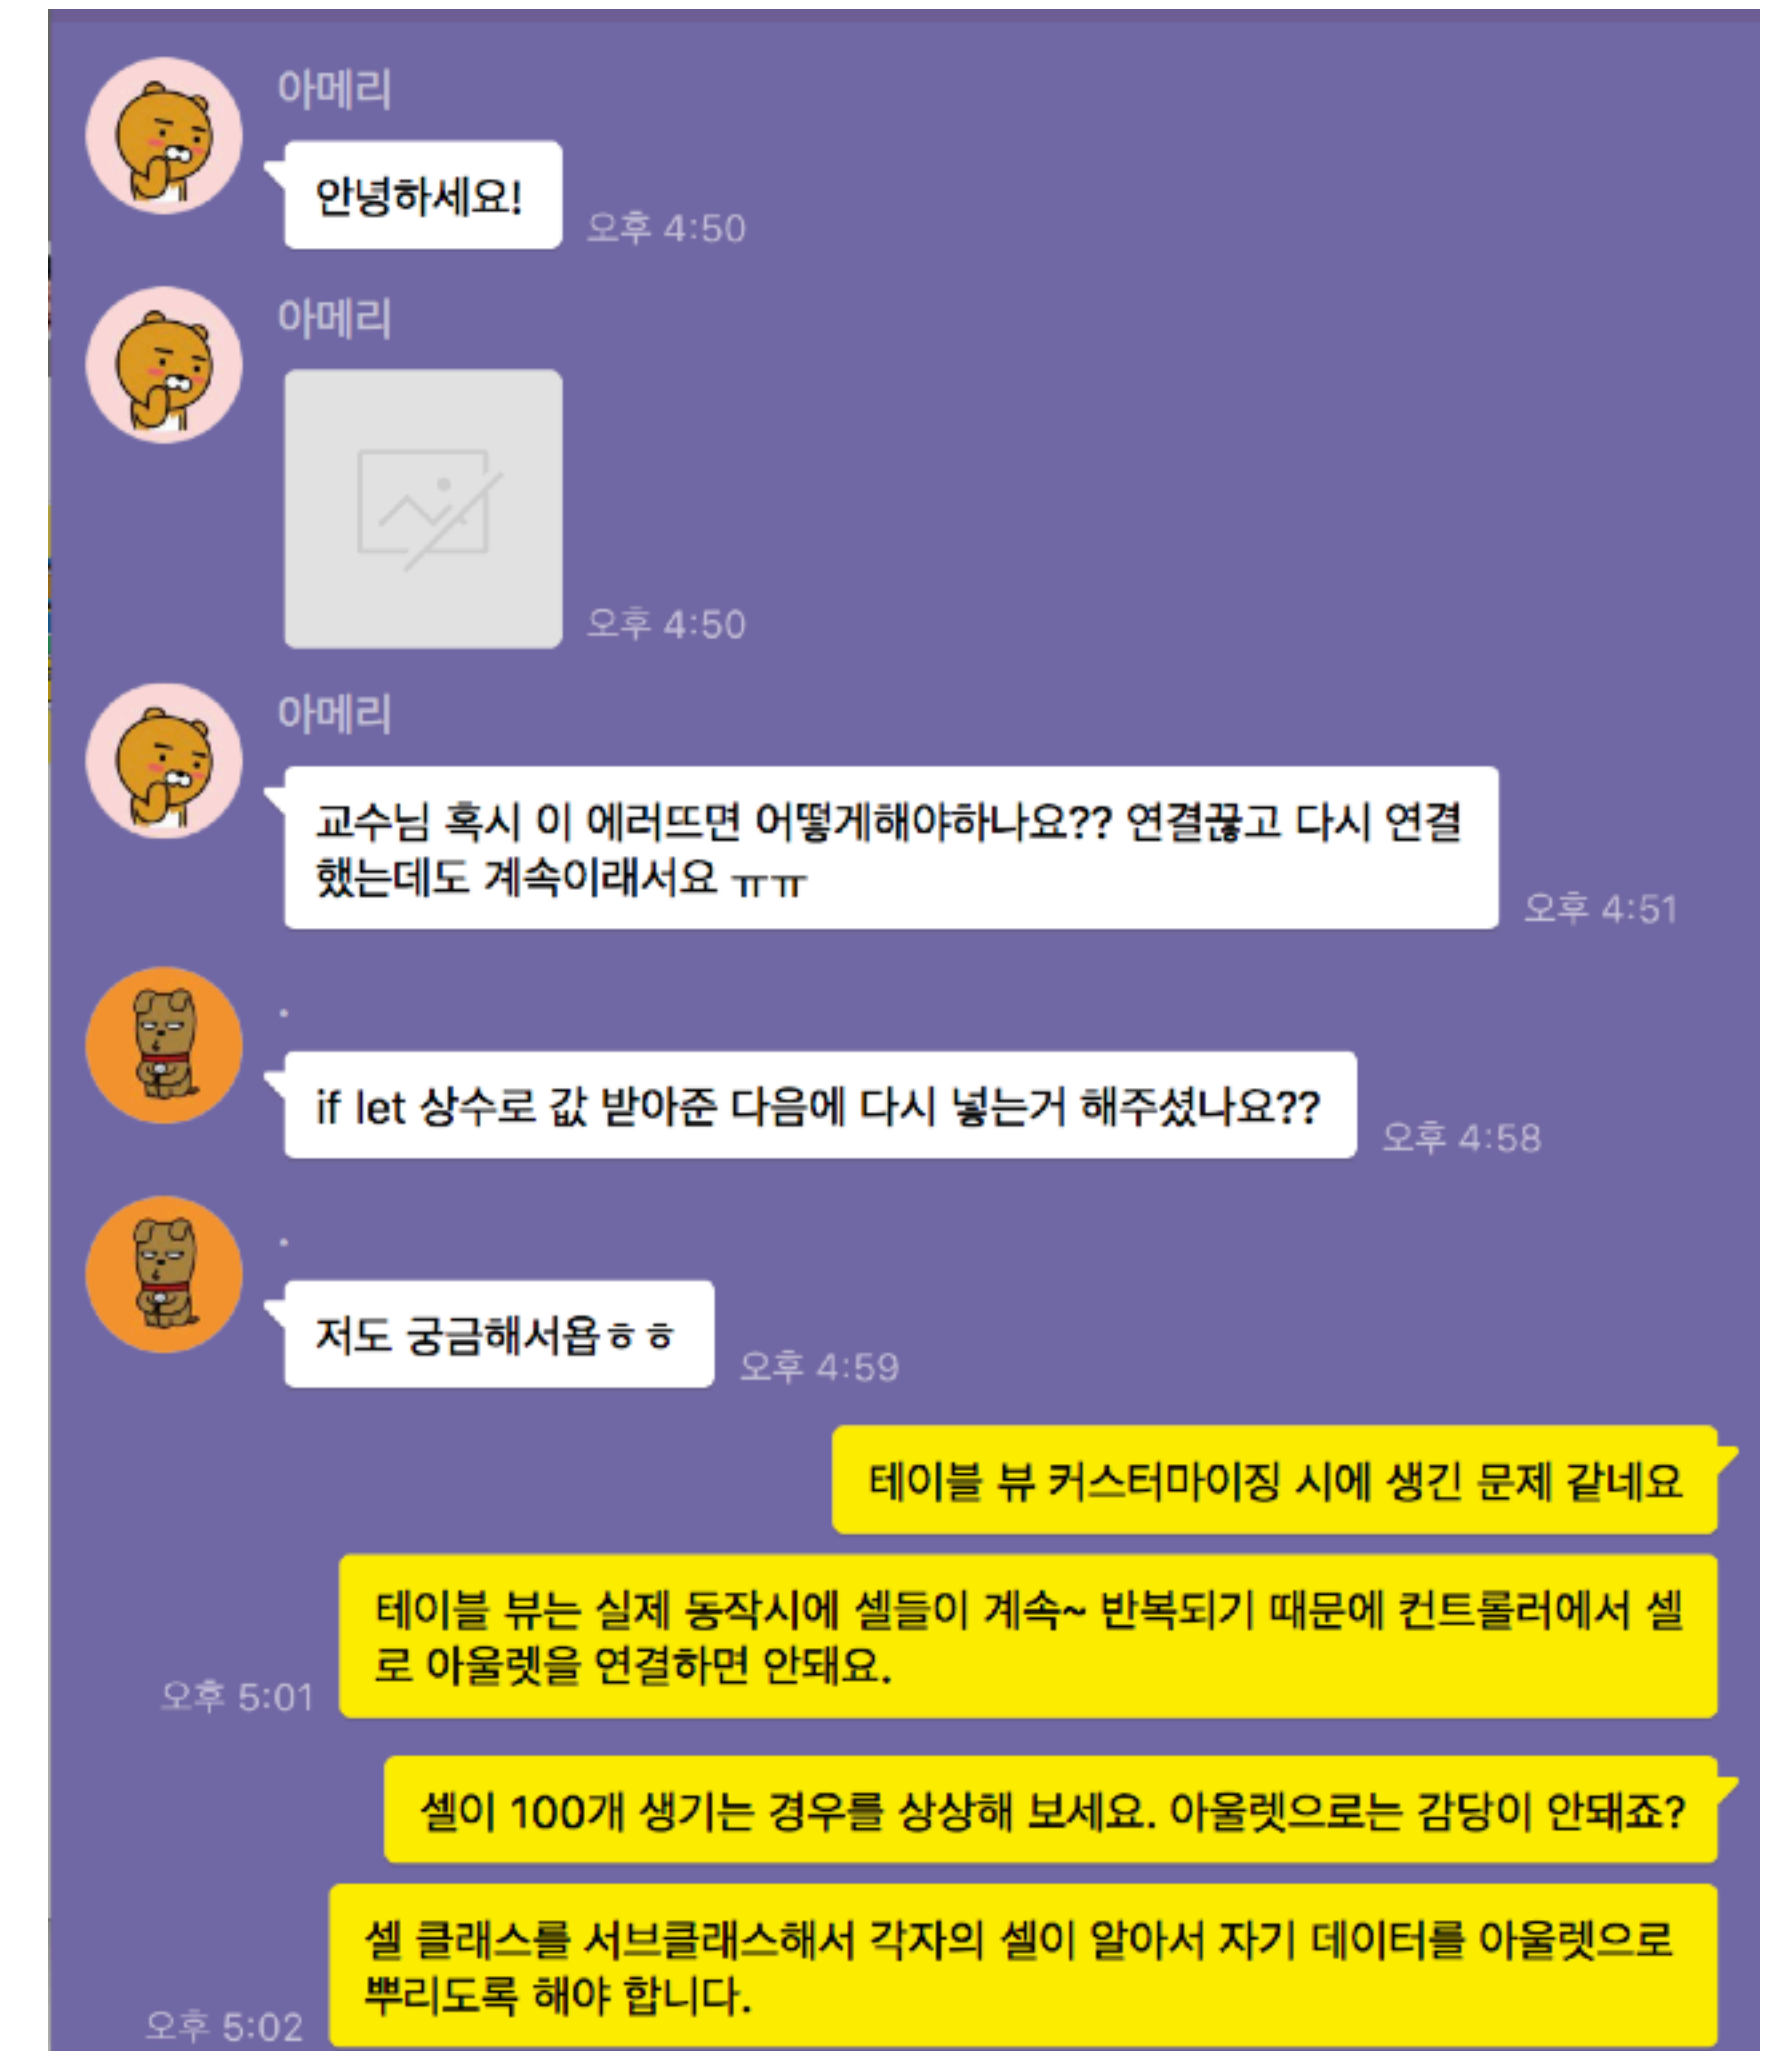 아메리
안녕하세요!
오후 4:50
아메리
오후 4:50
아메리
교수님 혹시 이 에러뜨면 어떻게해야하나요?? 연결끊고 다시 연결
했는데도 계속이래서요 ㅠㅠ
오후 4:51
.
if let 상수로 값 받아준 다음에 다시 넣는거 해주셨나요??
오후 4:58
.
저도 궁금해서욥ㅎㅎ
오후 4:59
테이블 뷰 커스터마이징 시에 생긴 문제 같네요
테이블 뷰는 실제 동작시에 셀들이 계속~ 반복되기 때문에 컨트롤러에서 셀
로 아울렛을 연결하면 안돼요.
오후 5:01
셀이 100개 생기는 경우를 상상해 보세요. 아울렛으로는 감당이 안돼죠?
셀 클래스를 서브클래스해서 각자의 셀이 알아서 자기 데이터를 아울렛으로
뿌리도록 해야 합니다.
오후 5:02